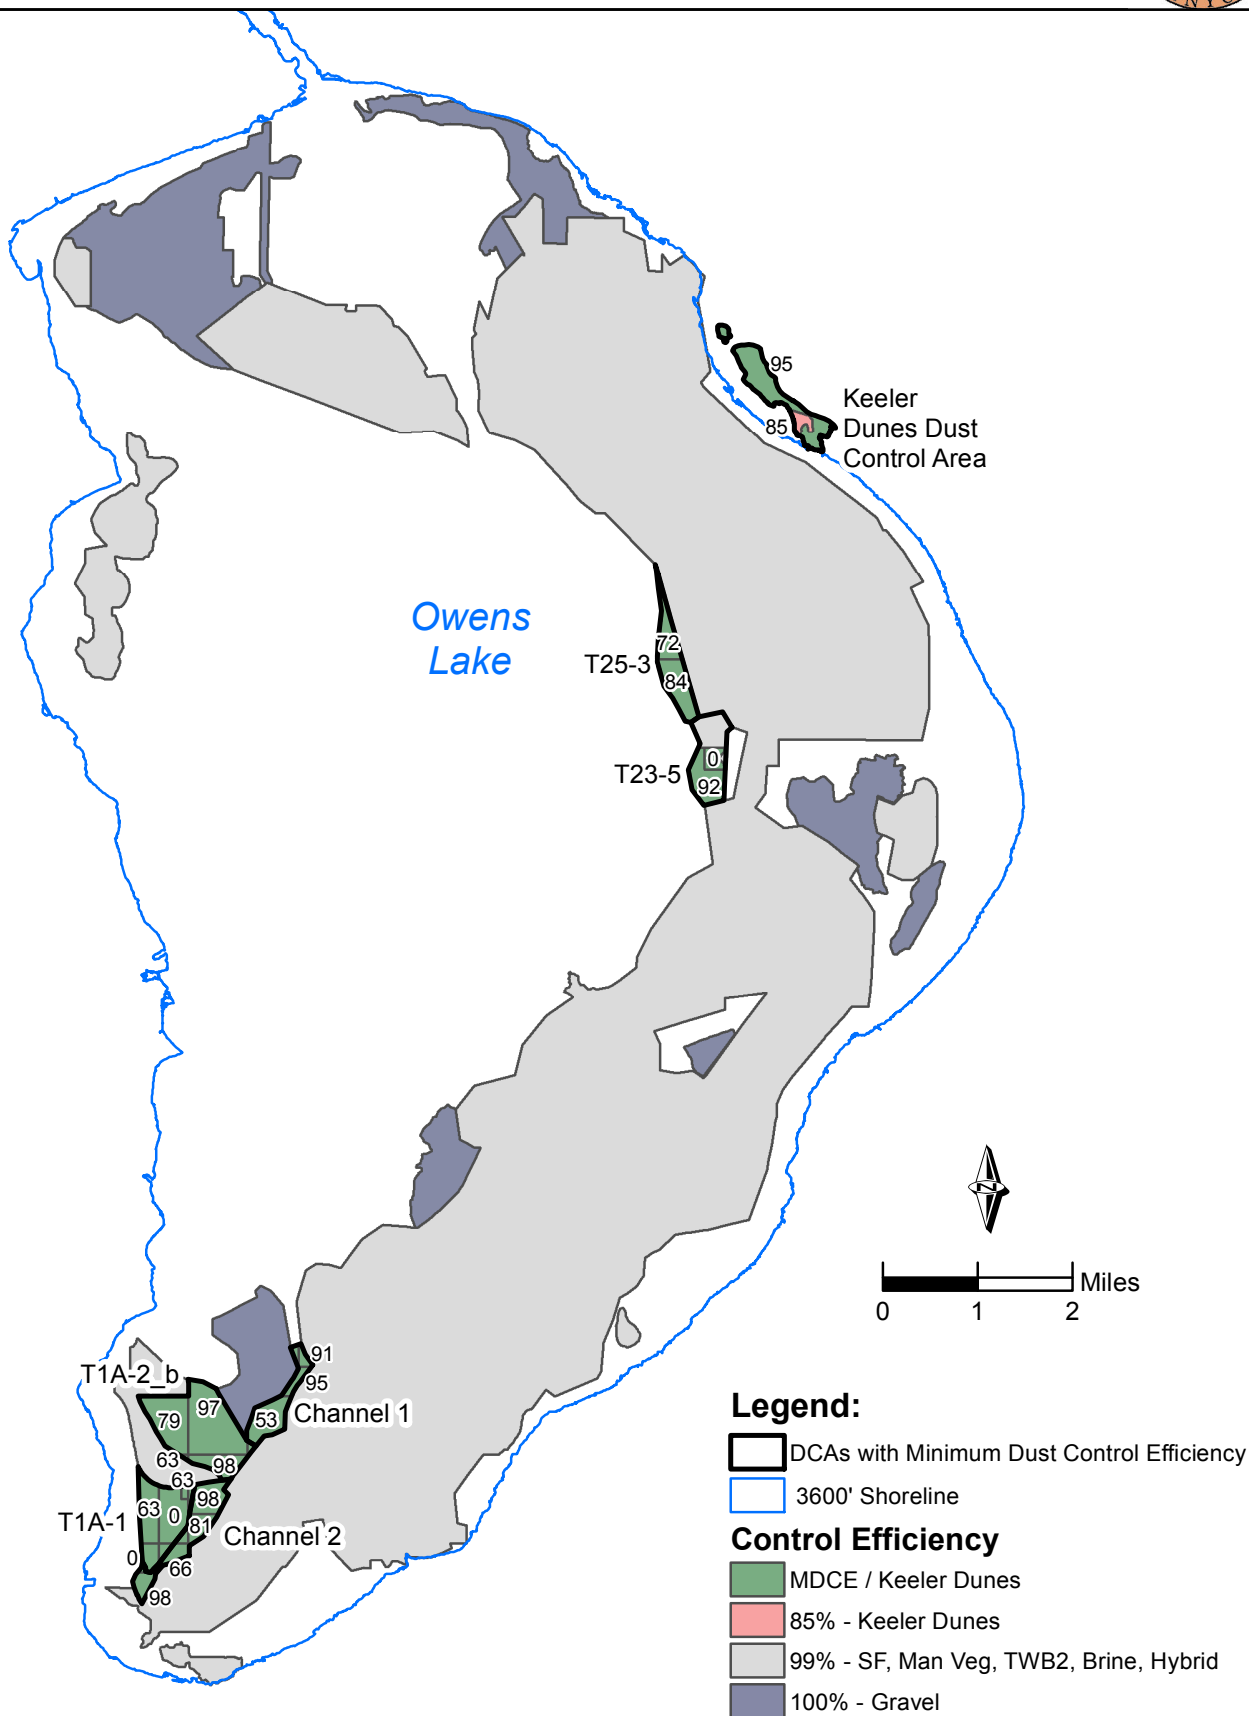 NYC
95
Keeler
85
Dunes Dust
Control Area
Owens
Lake
72
T25-3
84
0
T23-5
92
N
Miles
0 1 2
91
T1A-2_b
95
97
79
53
Channel 1
63
98
63
98
63
0
T1A-1
81
Channel 2
0
66
98
Legend:
DCAs with Minimum Dust Control Efficiency
3600' Shoreline
Control Efficiency
MDCE / Keeler Dunes
85% - Keeler Dunes
99% - SF, Man Veg, TWB2, Brine, Hybrid
100% - Gravel